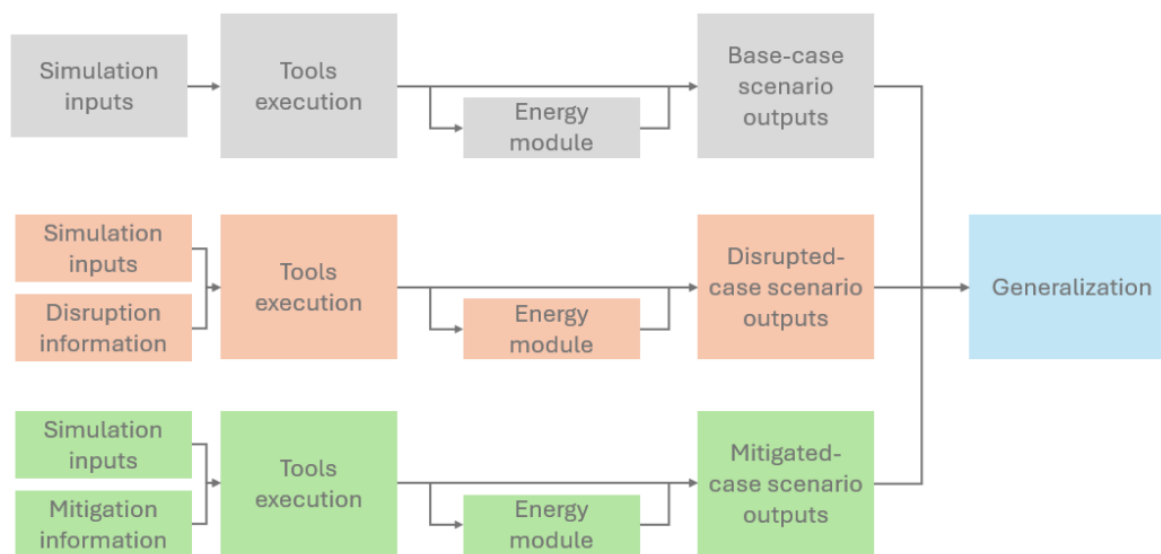 Simulation
inputs
Tools
execution
Energy
module
Base-case
scenario
outputs
Simulation
inputs
Disruption
information
Tools
execution
Energy
module
Disrupted-
case scenario
outputs
Generalization
Simulation
inputs
Mitigation
information
Tools
execution
Energy
module
Mitigated-
case scenario
outputs